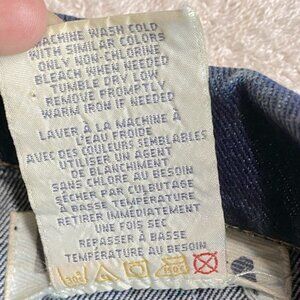 MACHINE WASH COLD
WITH SIMILAR COLORS
ONLY NON-CHLORINE
BLEACH WHEN NEEDED
TUMBLE DRY LOW
REMOVE PROMPTLY
WARM IRON IF NEEDED
LAVER À LA MACHINE À
L'EAU FROIDE
AVEC DES COULEURS SEMBLABLES
UTILISER UN AGENT
DE BLANCHIMENT
SANS CHLORE AU BESOIN
SÉCHER PAR CULBUTAGE
À BASSE TEMPÉRATURE
RETIRER IMMÉDIATEMENT
UNE FOIS SEC
REPASSER À BASSE
TEMPÉRATURE AU BESOIN